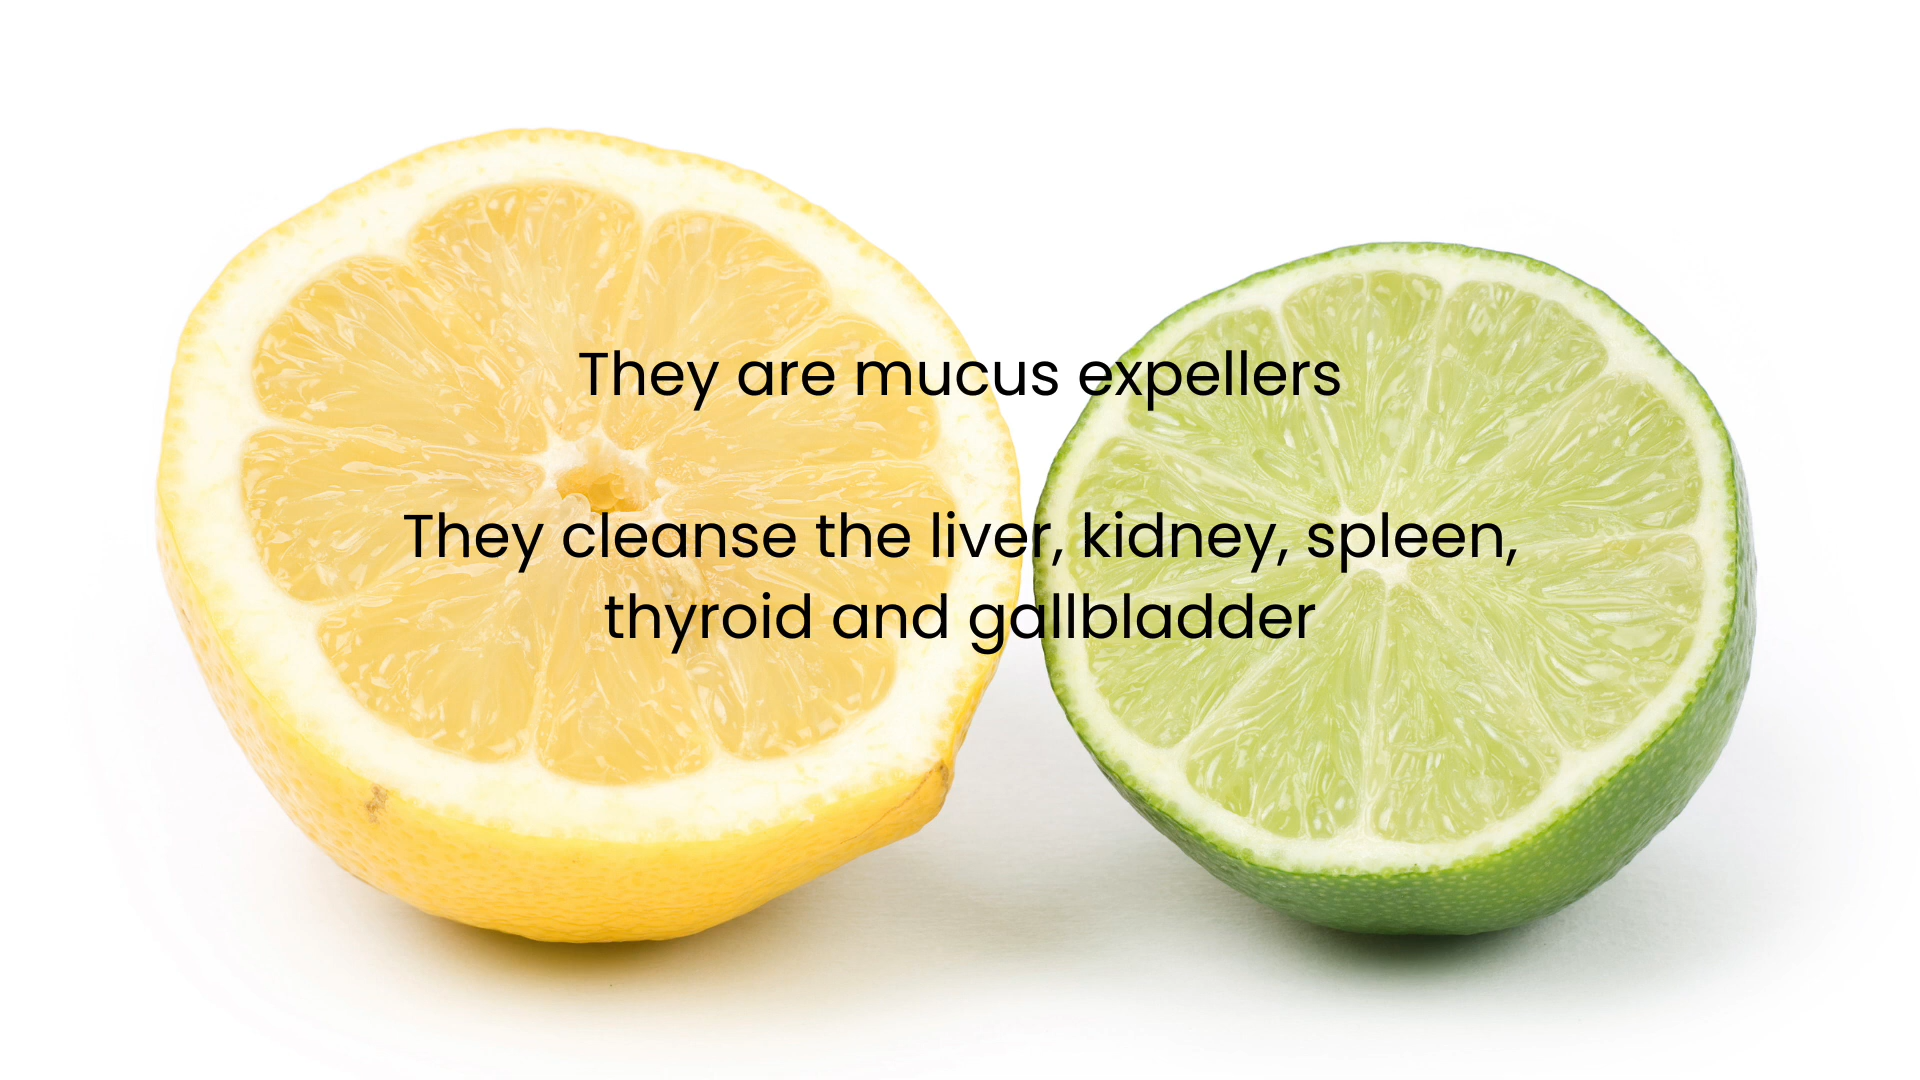 They are mucus expellers
They cleanse the liver, kidney, spleen,
thyroid and gallbladder